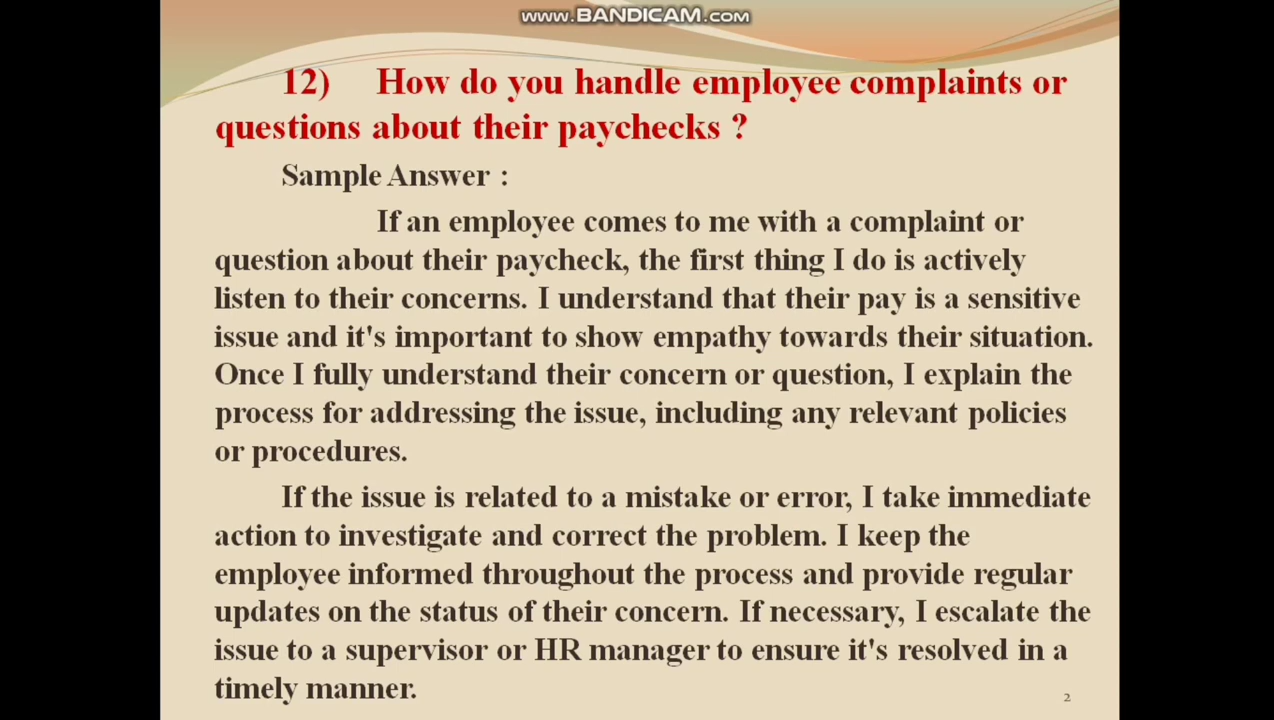 www.BANDICAM.com
12) How do you handle employee complaints or
questions about their paychecks ?
Sample Answer :
If an employee comes to me with a complaint or
question about their paycheck, the first thing I do is actively
listen to their concerns. I understand that their pay is a sensitive
issue and it's important to show empathy towards their situation.
Once I fully understand their concern or question, I explain the
process for addressing the issue, including any relevant policies
or procedures.
If the issue is related to a mistake or error, I take immediate
action to investigate and correct the problem. I keep the
employee informed throughout the process and provide regular
updates on the status of their concern. If necessary, I escalate the
issue to a supervisor or HR manager to ensure it's resolved in a
timely manner.
2